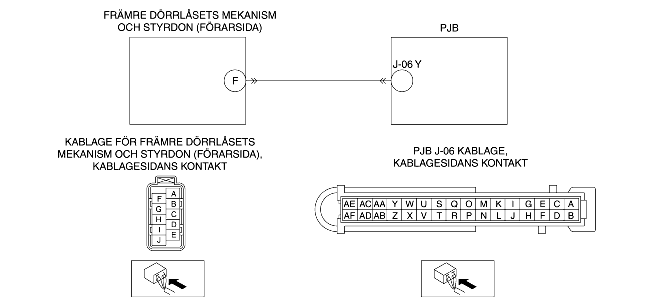 FRÄMRE DÖRRLÅSETS MEKANISM
OCH STYRDON (FÖRARSIDA)
PJB
F
J-06 Y
KABLAGE FÖR FRÄMRE DÖRRLÅSETS
MEKANISM OCH STYRDON (FÖRARSIDA),
KABLAGESIDANS KONTAKT
PJB J-06 KABLAGE,
KABLAGESIDANS KONTAKT
A
F
B
G
C
H
D
I
E
J
AE AC AA Y W U S Q O M K I G E C A
AF AD AB Z X V T R P N L J H F D B